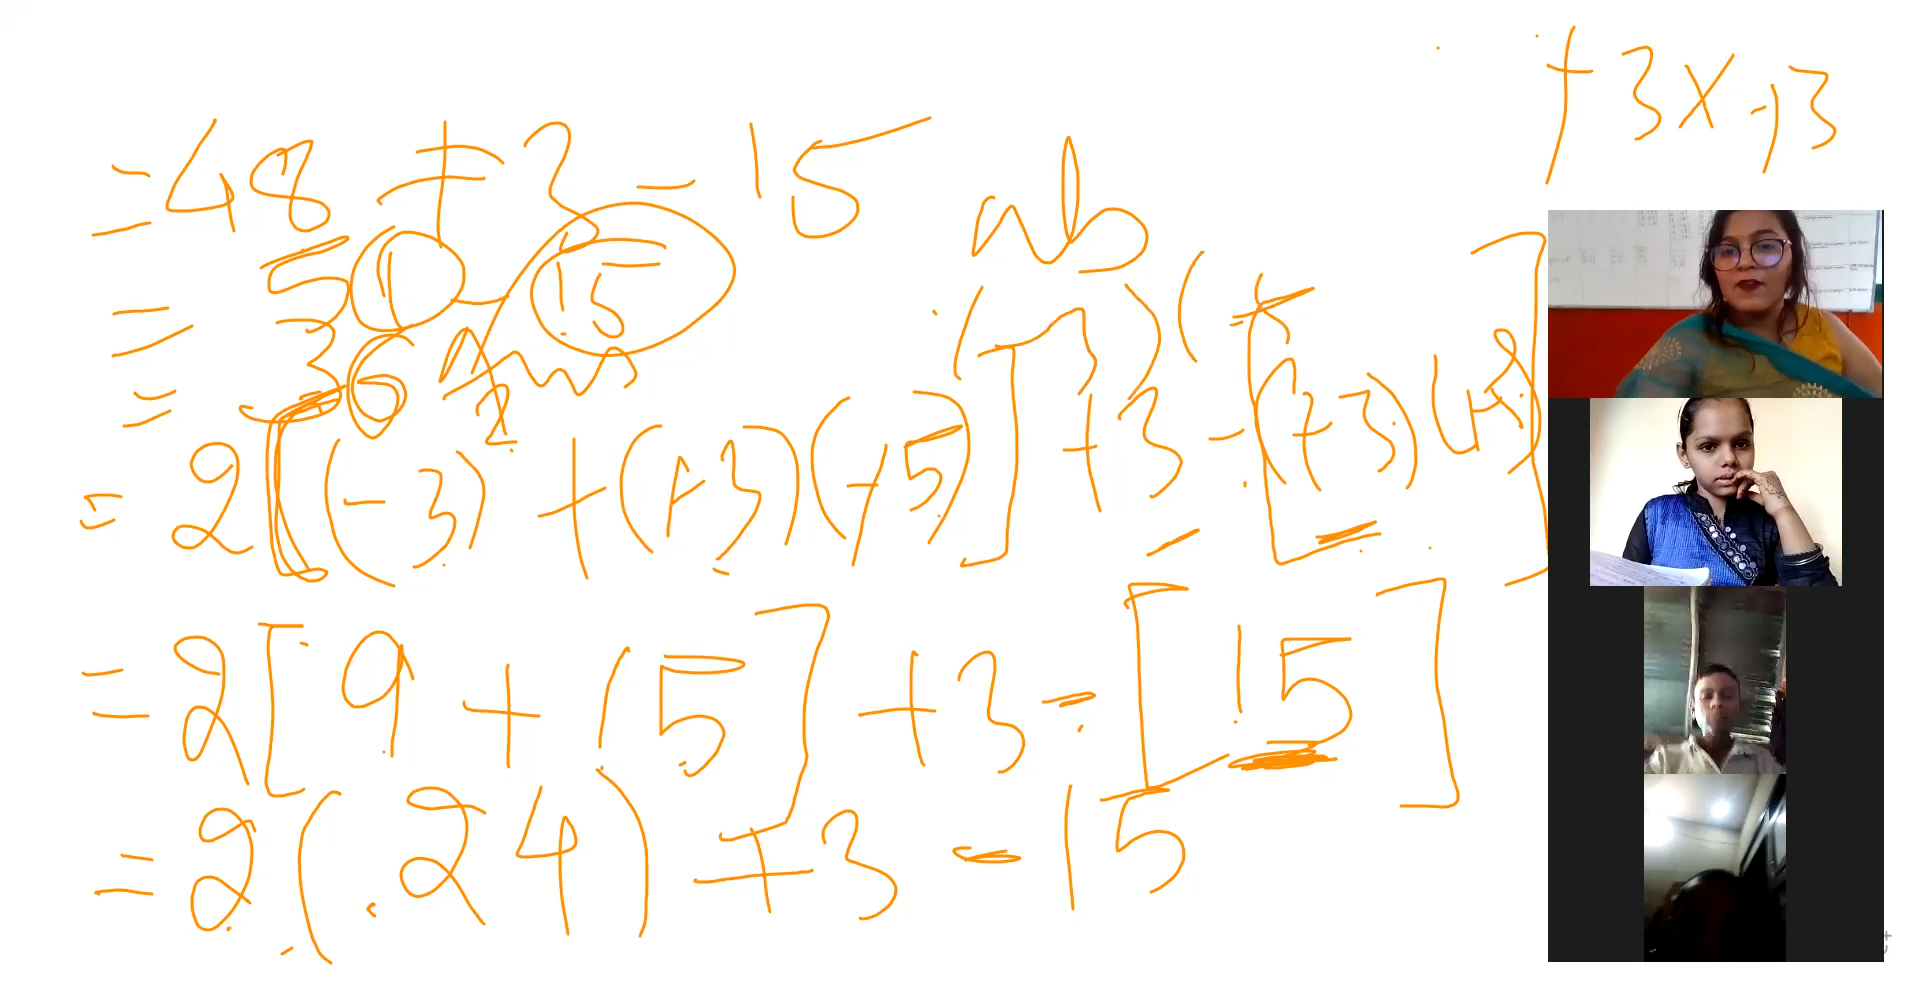 +3x+3
=48+3-15
= 51-15
= 36 Ans
ab
=2[(-3)²+(+3)(+5)]+3-[(+3)(+5)]
=2[9+15]+3-[15]
=2(24)+3-15